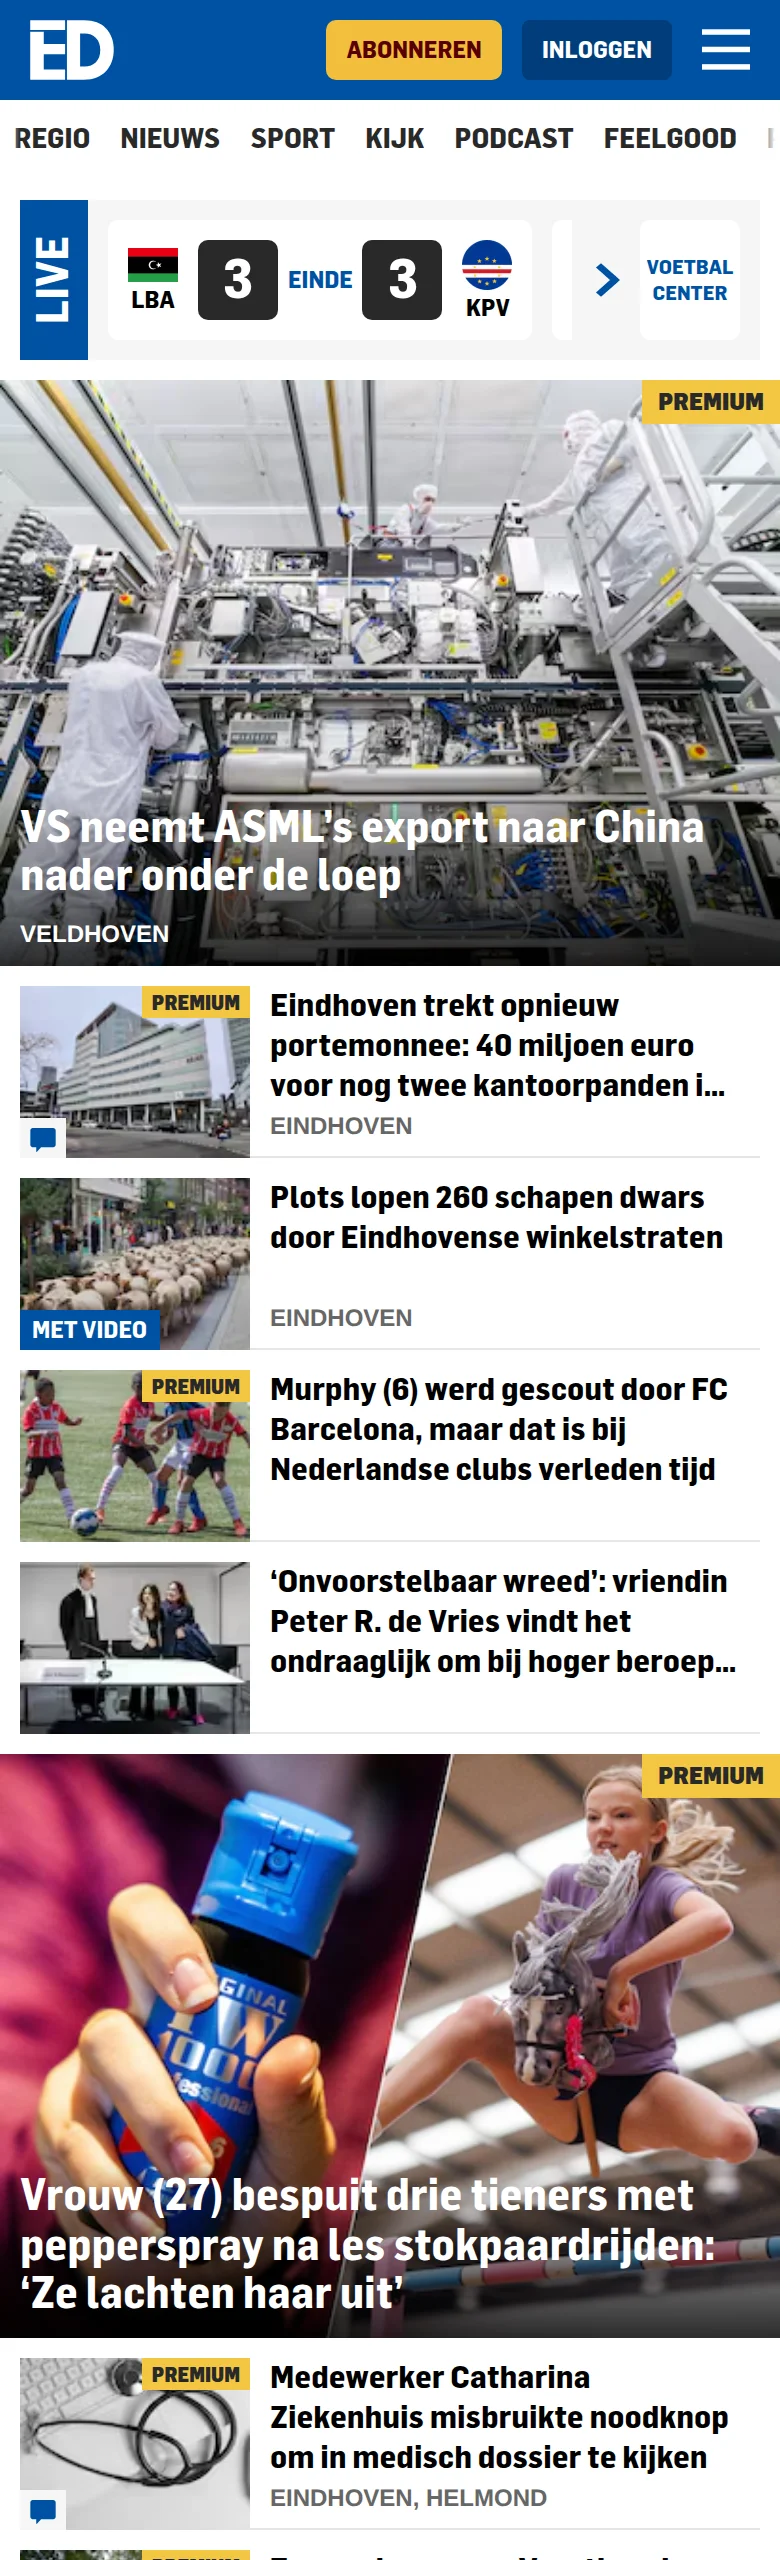 ED
ABONNEREN
INLOGGEN
REGIO NIEUWS SPORT KIJK PODCAST FEELGOOD
LIVE
LBA
3
EINDE
3
KPV
VOETBAL
CENTER
PREMIUM
VS neemt ASML’s export naar China
nader onder de loep
VELDHOVEN
PREMIUM
Eindhoven trekt opnieuw
portemonnee: 40 miljoen euro
voor nog twee kantoorpanden i...
EINDHOVEN
Plots lopen 260 schapen dwars
door Eindhovense winkelstraten
EINDHOVEN
MET VIDEO
PREMIUM
Murphy (6) werd gescout door FC
Barcelona, maar dat is bij
Nederlandse clubs verleden tijd
‘Onvoorstelbaar wreed’: vriendin
Peter R. de Vries vindt het
ondraaglijk om bij hoger beroep...
PREMIUM
TW
1000
Vrouw (27) bespuit drie tieners met
pepperspray na les stokpaardrijden:
‘Ze lachten haar uit’
PREMIUM
Medewerker Catharina
Ziekenhuis misbruikte noodknop
om in medisch dossier te kijken
EINDHOVEN, HELMOND